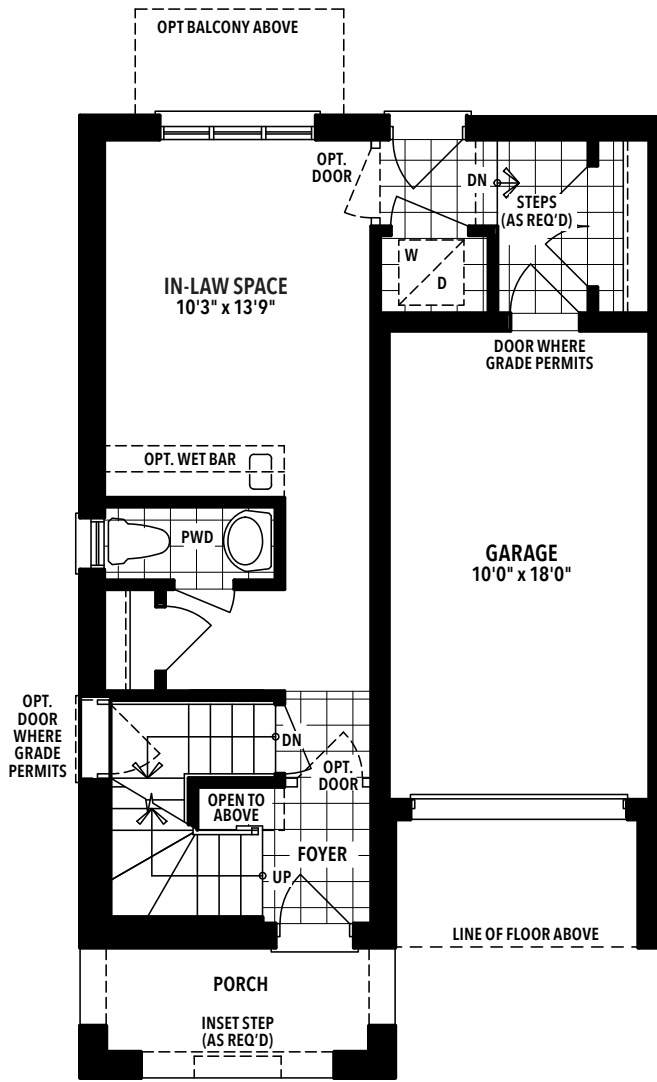 OPT BALCONY ABOVE
OPT.
DOOR
DN
STEPS
(AS REQ'D)
W
D
IN-LAW SPACE
10'3" x 13'9"
DOOR WHERE
GRADE PERMITS
OPT. WET BAR
PWD
GARAGE
10'0" x 18'0"
OPT.
DOOR
WHERE
GRADE
PERMITS
DN
OPT.
DOOR
OPEN TO
ABOVE
FOYER
UP
LINE OF FLOOR ABOVE
PORCH
INSET STEP
(AS REQ'D)